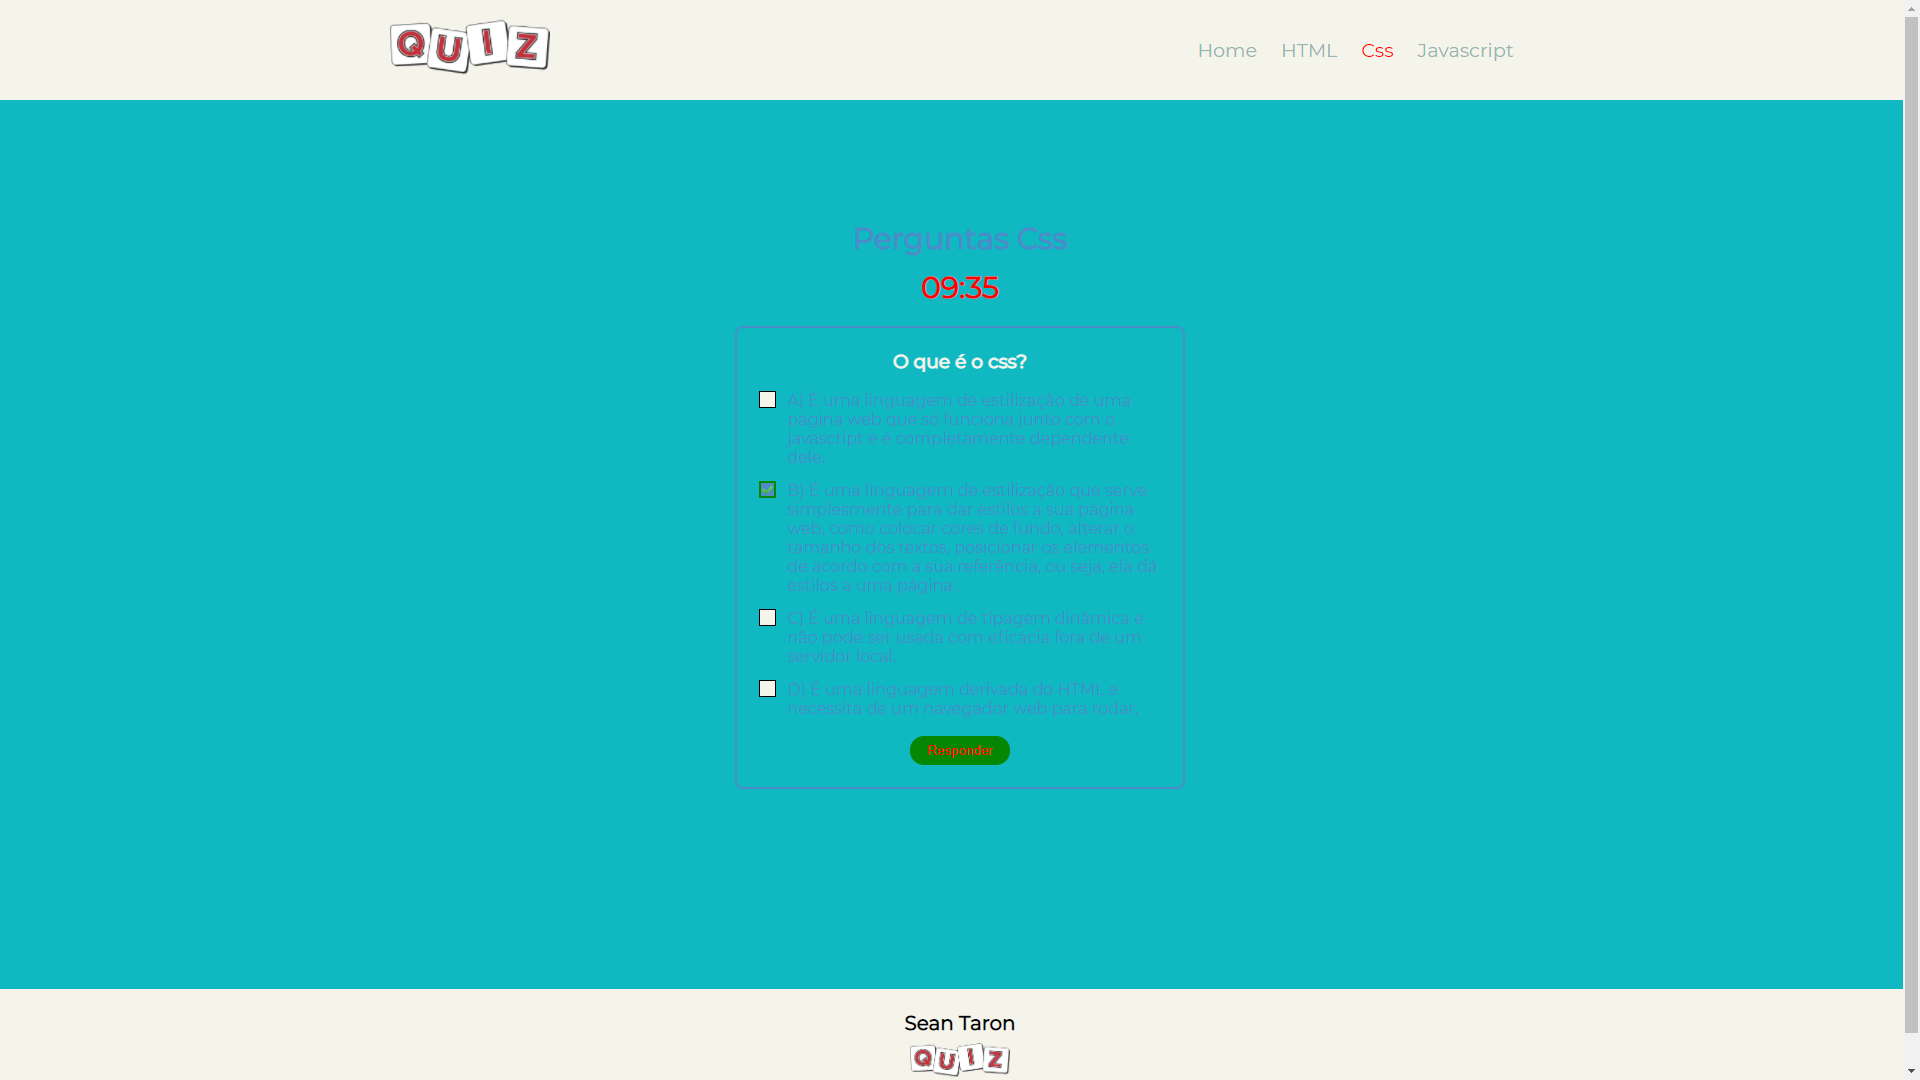 QUIZ
Home HTML Css Javascript
Perguntas Css
09:35
O que é o css?
A) É uma linguagem de estilização de uma
página web que só funciona junto com o
javascript e é completamente dependente
dele.
B) É uma linguagem de estilização que serve
simplesmente para dar estilos a sua página
web, como colocar cores de fundo, alterar o
tamanho dos textos, posicionar os elementos
de acordo com a sua referência, ou seja, ela dá
estilos a uma página .
C) É uma linguagem de tipagem dinâmica e
não pode ser usada com eficácia fora de um
servidor local.
D) É uma linguagem derivada do HTML e
necessita de um navegador web para rodar.
Responder
Sean Taron
QUIZ